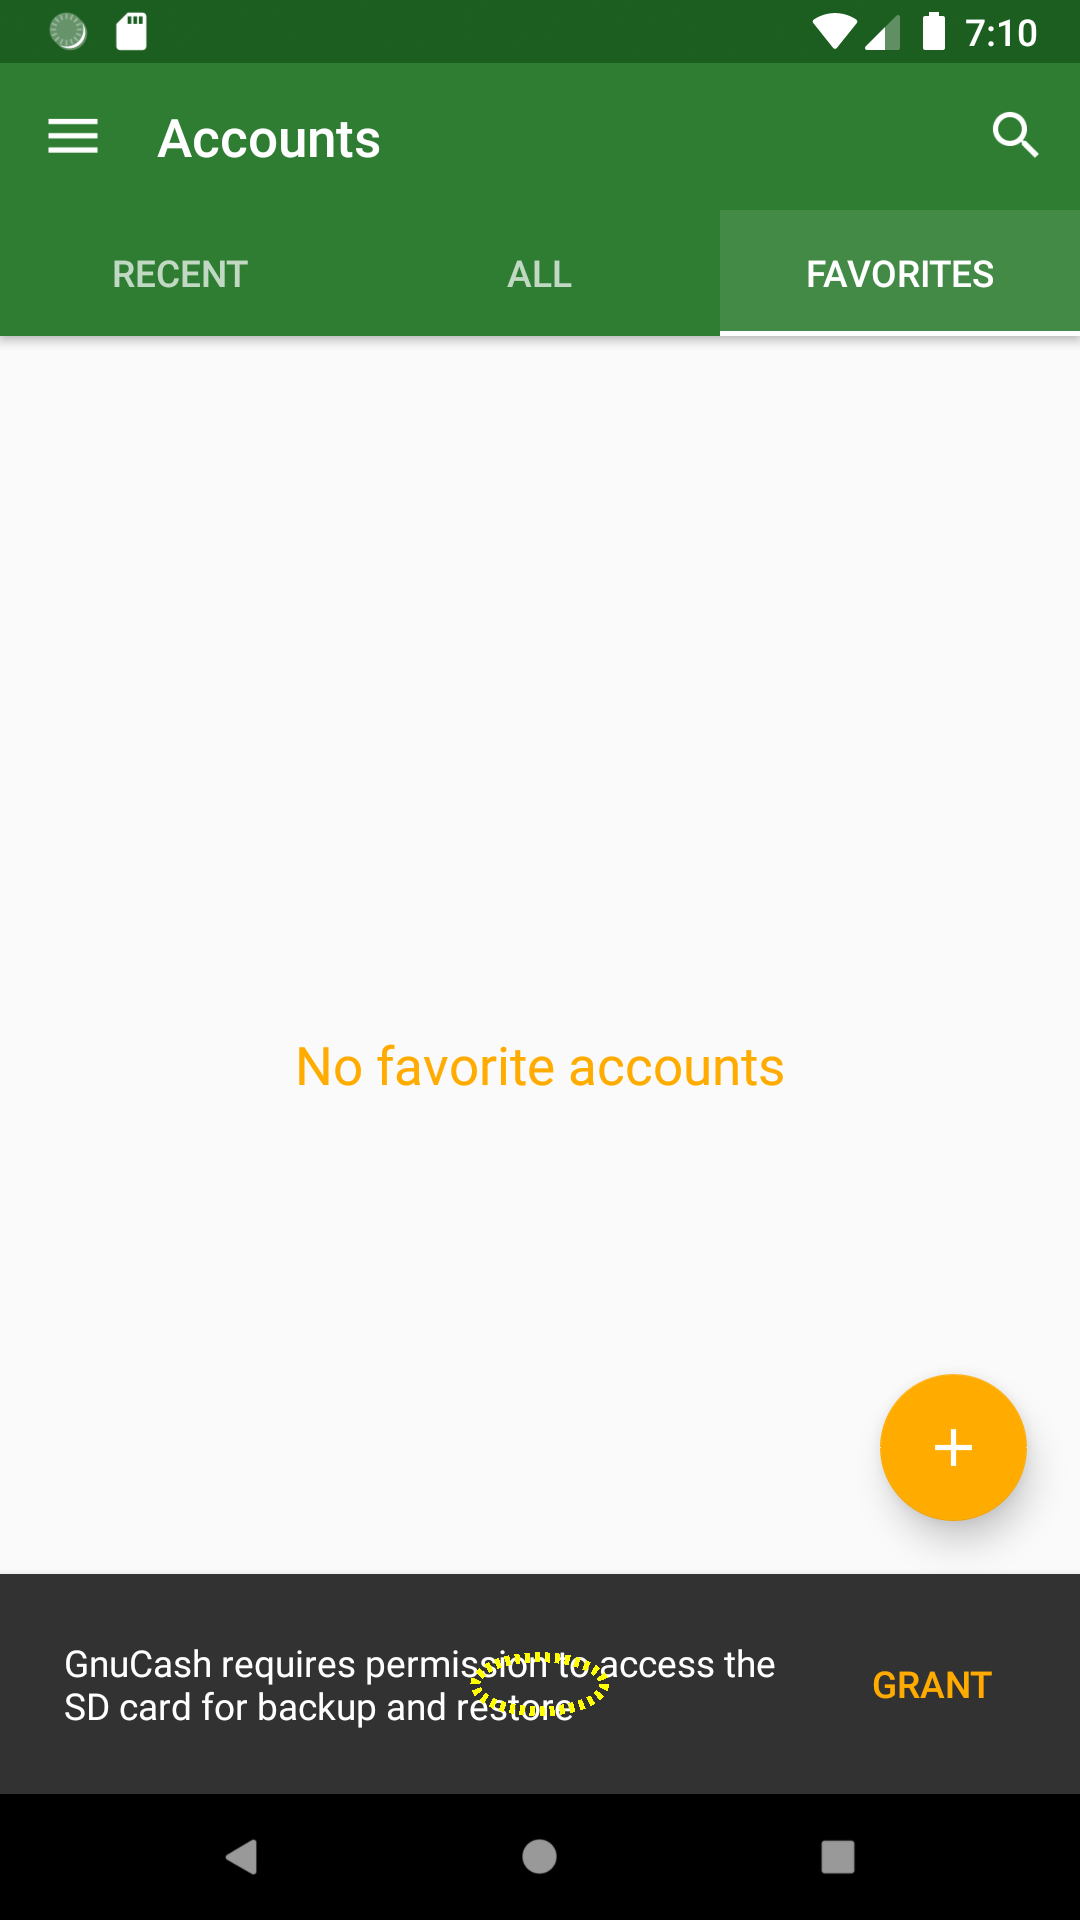 7:10
Accounts
RECENT ALL FAVORITES
No favorite accounts
GnuCash requires permission to access the
SD card for backup and restore
GRANT